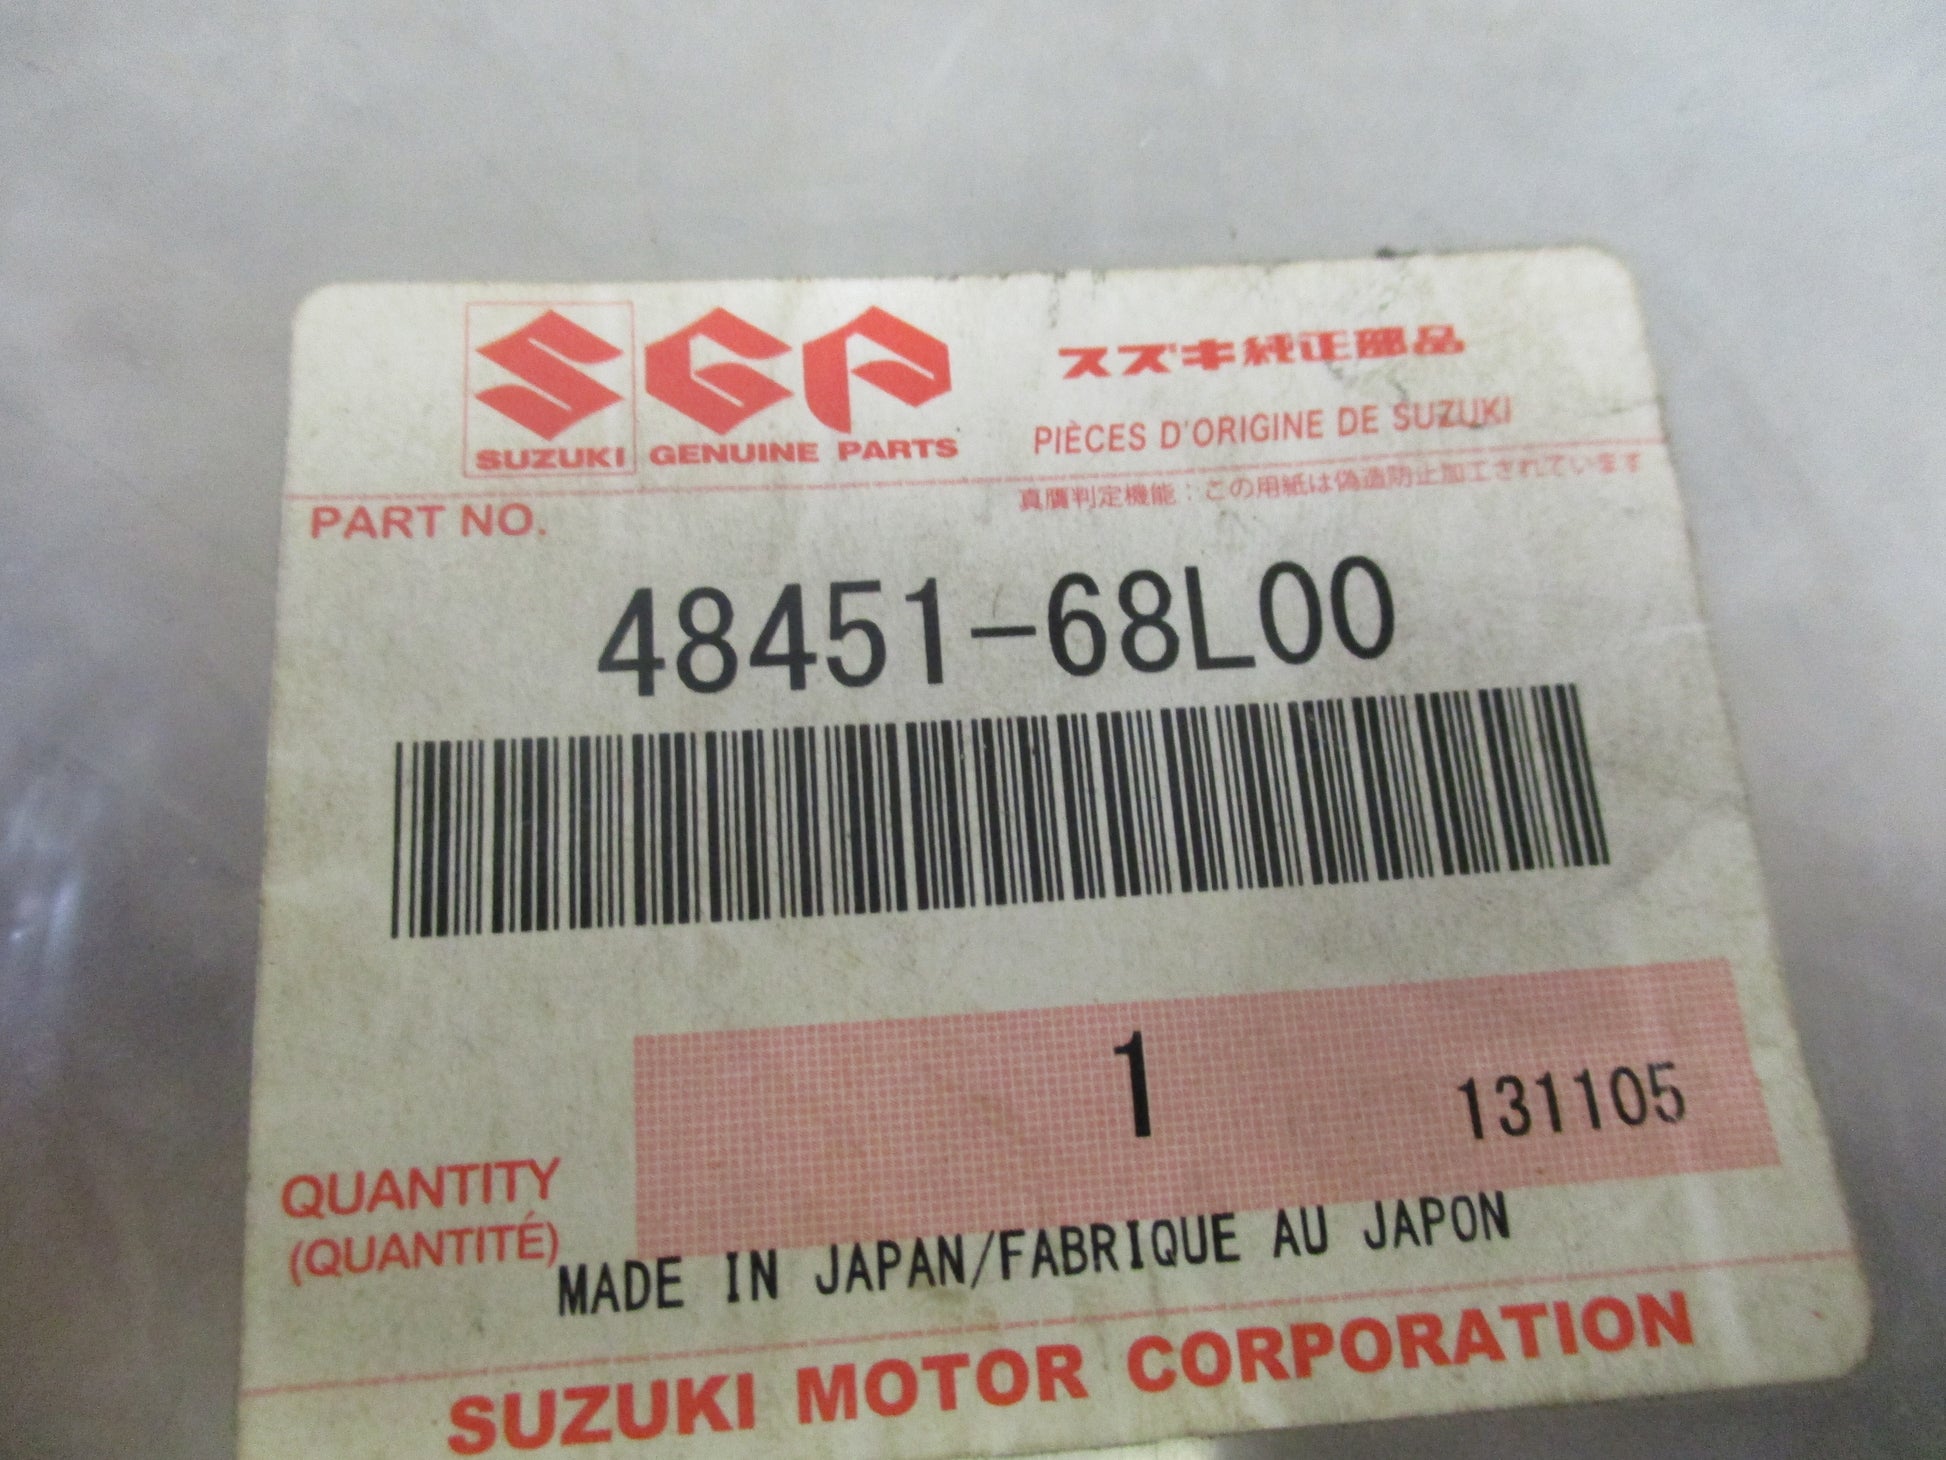 SUZUKI GENUINE PARTS
スズキ純正部品
PIÈCES D'ORIGINE DE SUZUKI
真贋判定機能：この用紙は偽造防止加工されています
PART NO.
48451-68L00
1
131105
QUANTITY
(QUANTITÉ)
MADE IN JAPAN/FABRIQUE AU JAPON
SUZUKI MOTOR CORPORATION